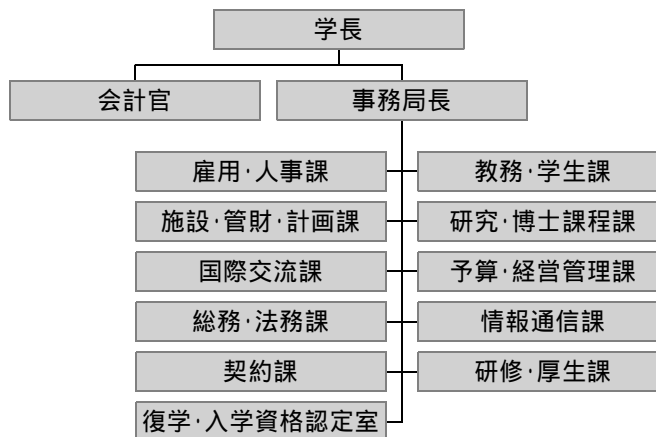 学長
会計官
事務局長
雇用·人事課
教務·学生課
施設·管財·計画課
研究·博士課程課
国際交流課
予算·経営管理課
総務·法務課
情報通信課
契約課
研修·厚生課
復学·入学資格認定室